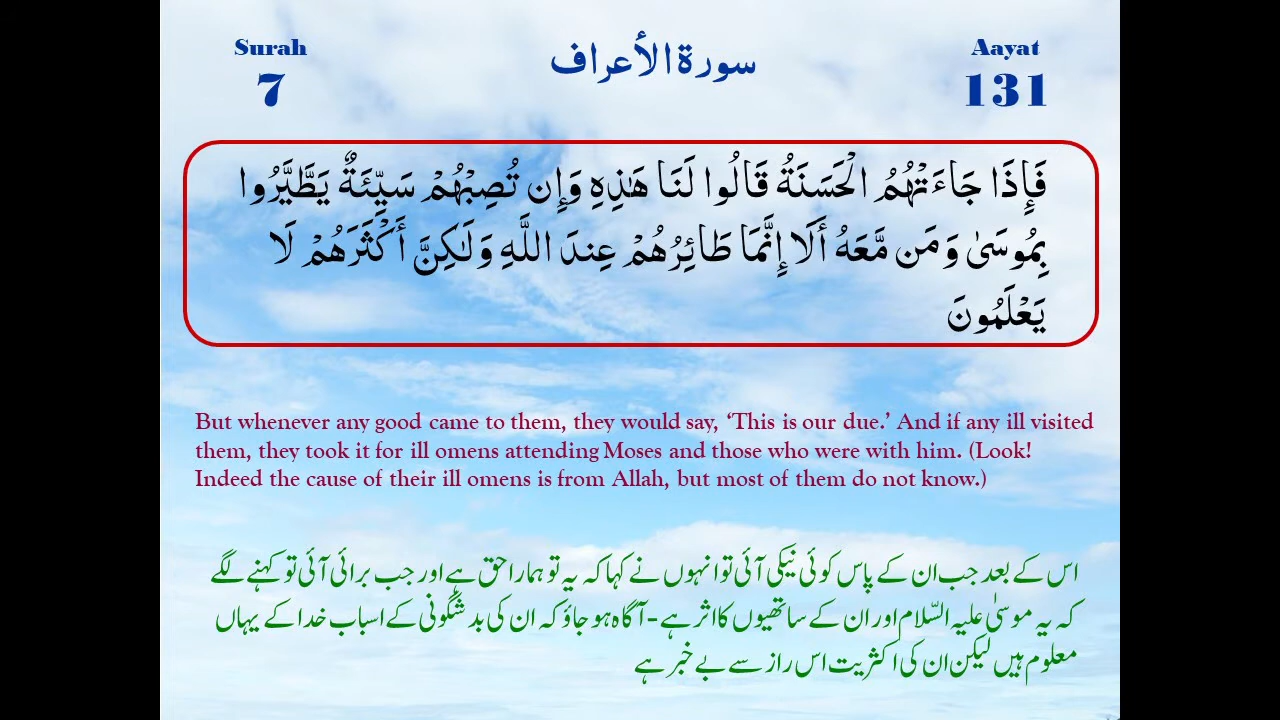 Surah
7
سورة الأعراف
Aayat
131
فَإِذَا جَاءَتْهُمُ الْحَسَنَةُ قَالُوا لَنَا هَٰذِهِ وَإِن تُصِبْهُمْ سَيِّئَةٌ يَطَّيَّرُوا
بِمُوسَىٰ وَمَن مَّعَهُ أَلَا إِنَّمَا طَائِرُهُمْ عِندَ اللَّهِ وَلَٰكِنَّ أَكْثَرَهُمْ لَا
يَعْلَمُونَ
But whenever any good came to them, they would say, ‘This is our due.’ And if any ill visited
them, they took it for ill omens attending Moses and those who were with him. (Look!
Indeed the cause of their ill omens is from Allah, but most of them do not know.)
اس کے بعد جب ان کے پاس کوئی نیکی آئی تو انہوں نے کہا کہ یہ تو ہمارا حق ہے اور جب برائی آئی تو کہنے لگے
کہ یہ موسیٰ علیہ السّلام اور ان کے ساتھیوں کا اثر ہے - آگاہ ہوجاؤ کہ ان کی بدشگونی کے اسباب خدا کے یہاں
معلوم ہیں لیکن ان کی اکثریت اس راز سے بے خبر ہے